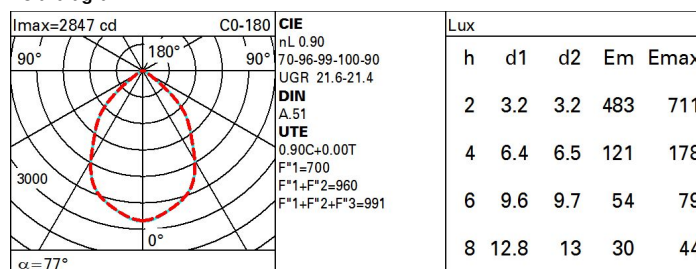 Imax=2847 cd C0-180
90° 180° 90°
3000
0°
α=77°
CIE
nL 0.90
70-96-99-100-90
UGR 21.6-21.4
DIN
A.51
UTE
0.90C+0.00T
F"1=700
F"1+F"2=960
F"1+F"2+F"3=991
Lux
h d1 d2 Em Emax
2 3.2 3.2 483 711
4 6.4 6.5 121 178
6 9.6 9.7 54 79
8 12.8 13 30 44